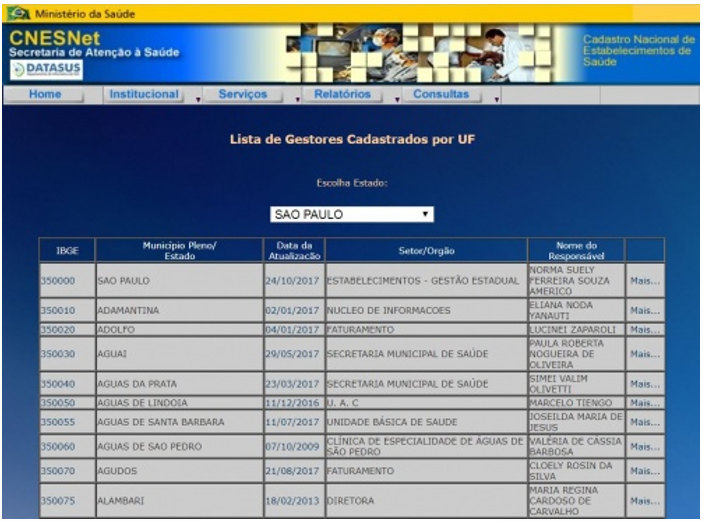 Ministério da Saúde
CNESNet
Secretaria de Atenção à Saúde
DATASUS
Cadastro Nacional de
Estabelecimentos de
Saúde
Home Institucional Serviços Relatórios Consultas
Lista de Gestores Cadastrados por UF
Escolha Estado:
SAO PAULO
IBGE
Município Pleno/
Estado
Data da
Atualizacão
Setor/Orgão
Nome do
Responsável
350000 SAO PAULO 24/10/2017 ESTABELECIMENTOS - GESTÃO ESTADUAL
NORMA SUELY
FERREIRA SOUZA
AMERICO
Mais...
350010 ADAMANTINA 02/01/2017 NUCLEO DE INFORMACOES
ELIANA NODA
YANAUTI
Mais...
350020 ADOLFO 04/01/2017 FATURAMENTO LUCINEI ZAPAROLI Mais...
350030 AGUAI 29/05/2017 SECRETARIA MUNICIPAL DE SAÚDE
PAULA ROBERTA
NOGUEIRA DE
OLIVEIRA
Mais...
350040 AGUAS DA PRATA 23/03/2017 SECRETARIA MUNICIPAL DE SAÚDE
SIMEI VALIM
OLIVETTI
Mais...
350050 AGUAS DE LINDOIA 11/12/2016 U. A. C MARCELO TIENGO Mais...
350055 AGUAS DE SANTA BARBARA 11/07/2017 UNIDADE BÁSICA DE SAUDE
JOSEILDA MARIA DE
JESUS
Mais...
350060 AGUAS DE SAO PEDRO 07/10/2009
CLÍNICA DE ESPECIALIDADE DE ÁGUAS DE
SÃO PEDRO
VALÉRIA DE CÁSSIA
BARBOSA
Mais...
350070 AGUDOS 21/08/2017 FATURAMENTO
CLOELY ROSIN DA
SILVA
Mais...
350075 ALAMBARI 18/02/2013 DIRETORA
MARIA REGINA
CARDOSO DE
CARVALHO
Mais...